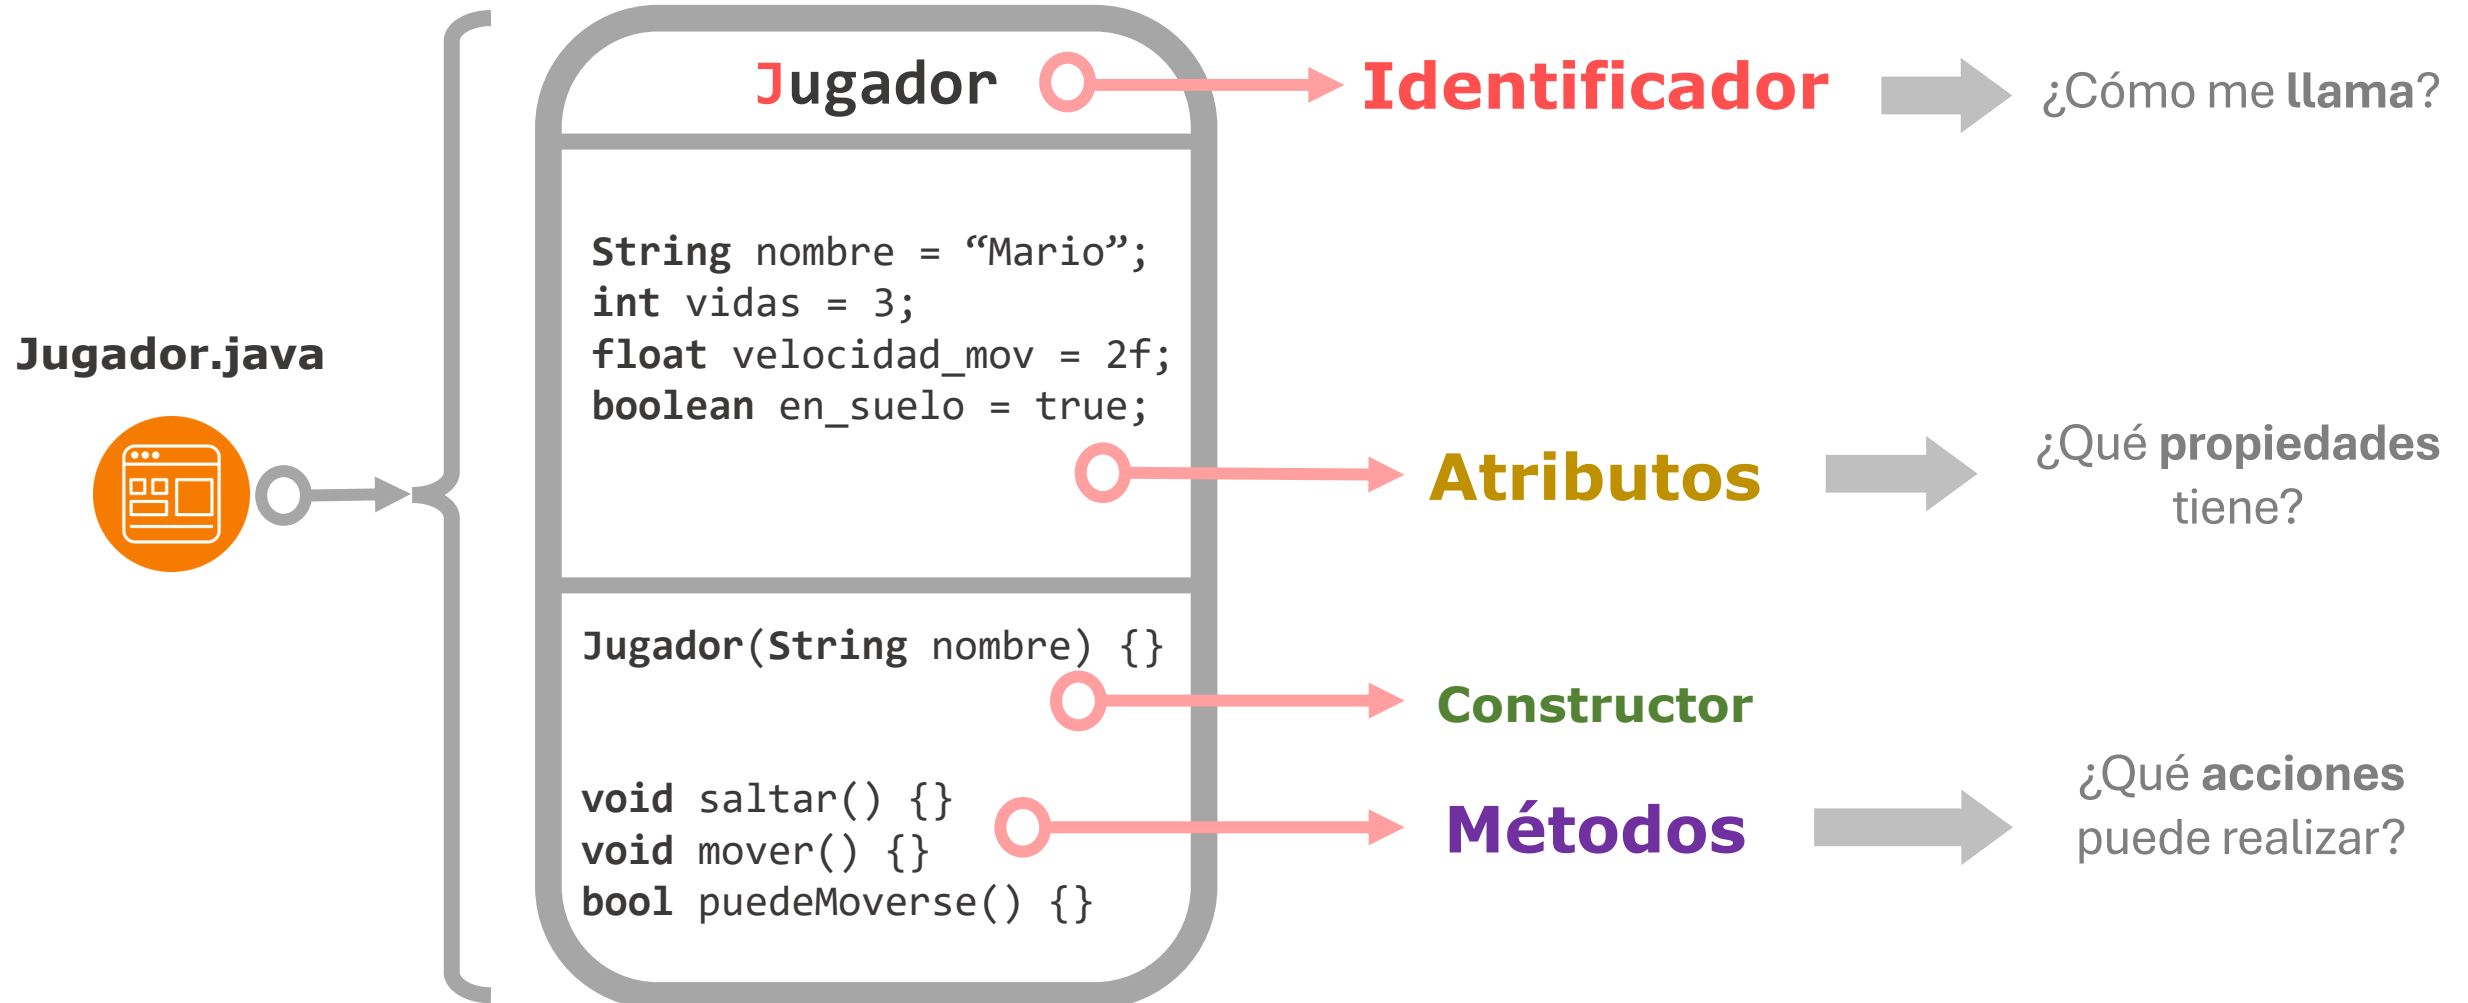 Jugador.java
Jugador
String nombre = “Mario”;
int vidas = 3;
float velocidad_mov = 2f;
boolean en_suelo = true;
Jugador(String nombre) {}
void saltar() {}
void mover() {}
bool puedeMoverse() {}
Identificador
¿Cómo me llama?
Atributos
¿Qué propiedades
tiene?
Constructor
Métodos
¿Qué acciones
puede realizar?